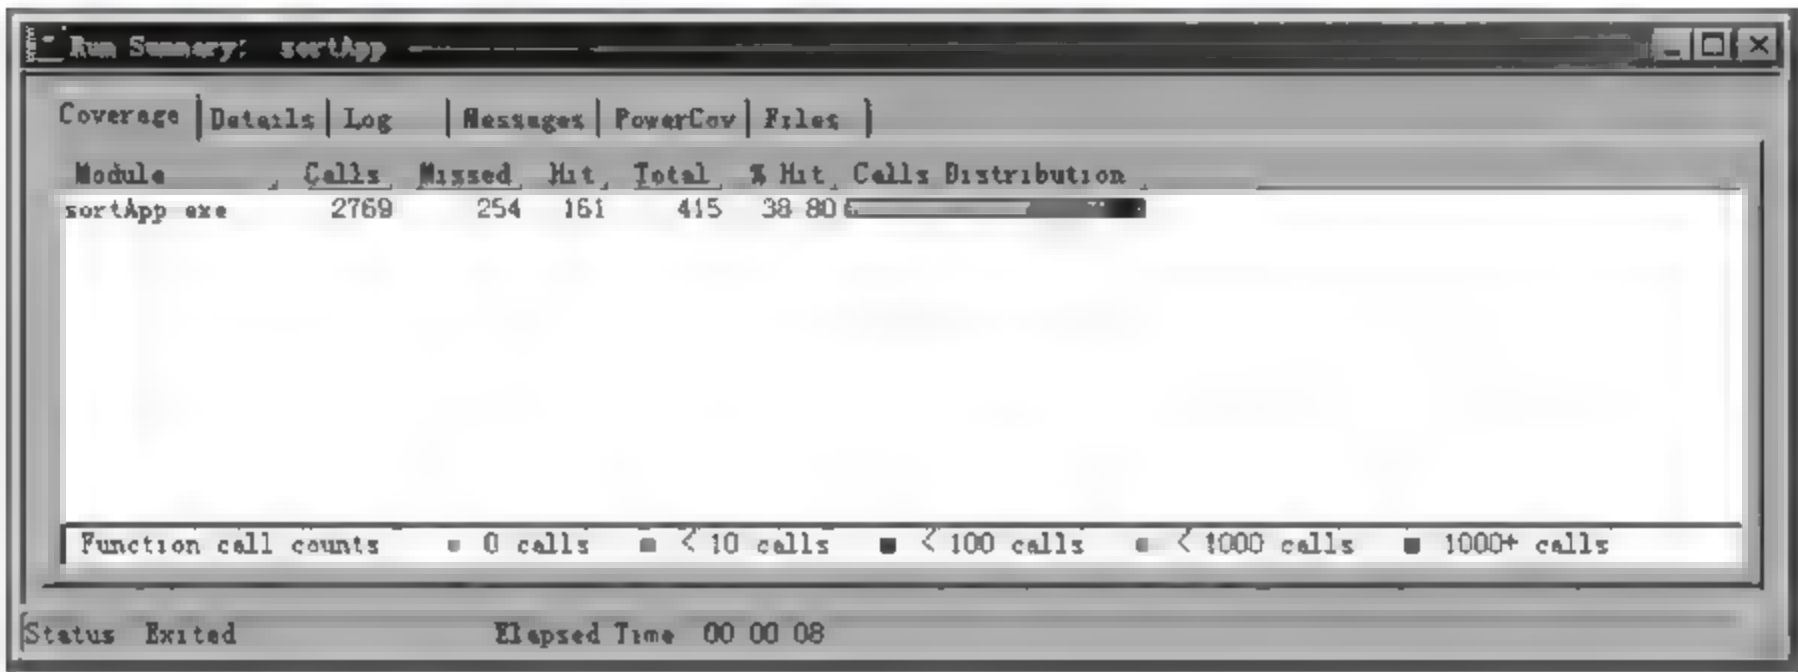 Run Summary: sortApp
Coverage Details Log Messages PowerCov Files
Module Calls Missed Hit Total % Hit Calls Distribution
sortApp exe 2769 254 161 415 38 80
Function call counts 0 calls < 10 calls < 100 calls < 1000 calls 1000+ calls
Status Exited Elapsed Time 00 00 08